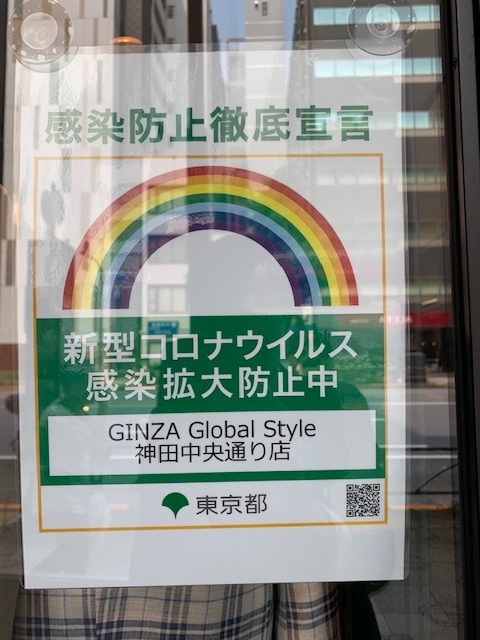 感染防止徹底宣言
新型コロナウイルス
感染拡大防止中
GINZA Global Style
神田中央通り店
東京都